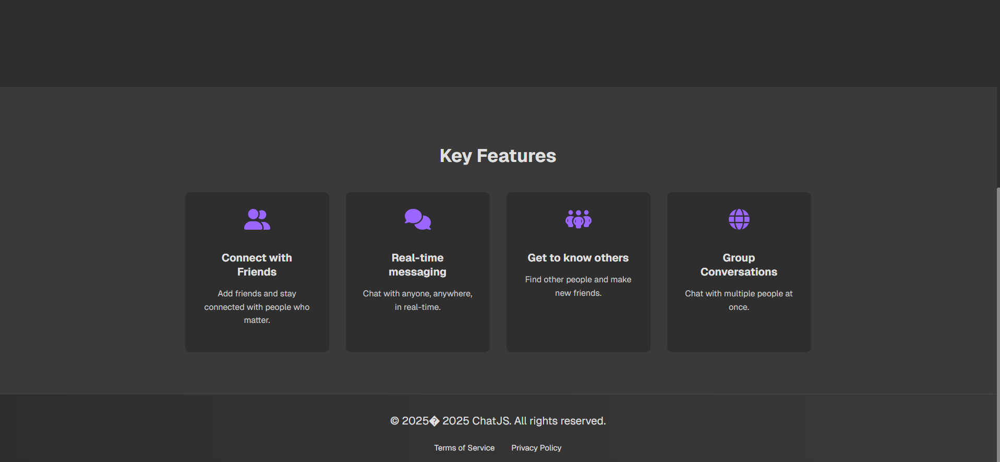 Key Features
Connect with
Friends
Add friends and stay
connected with people who
matter.
Real-time
messaging
Chat with anyone, anywhere,
in real-time.
Get to know others
Find other people and make
new friends.
Group
Conversations
Chat with multiple people at
once.
© 2025� 2025 ChatJS. All rights reserved.
Terms of Service
Privacy Policy